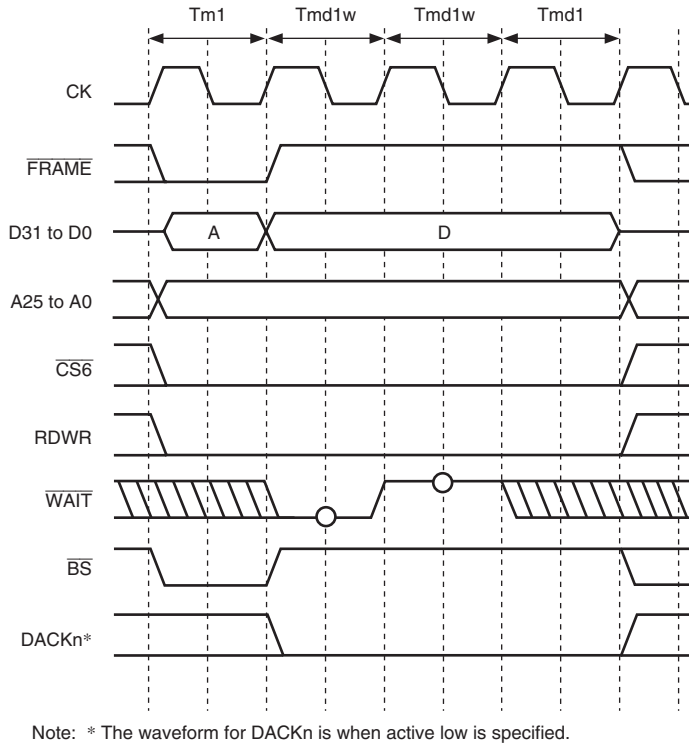 Tm1 Tmd1w Tmd1w Tmd1
CK
FRAME
D31 to D0 A D
A25 to A0
CS6
RDWR
WAIT
BS
DACKn*
Note: * The waveform for DACKn is when active low is specified.